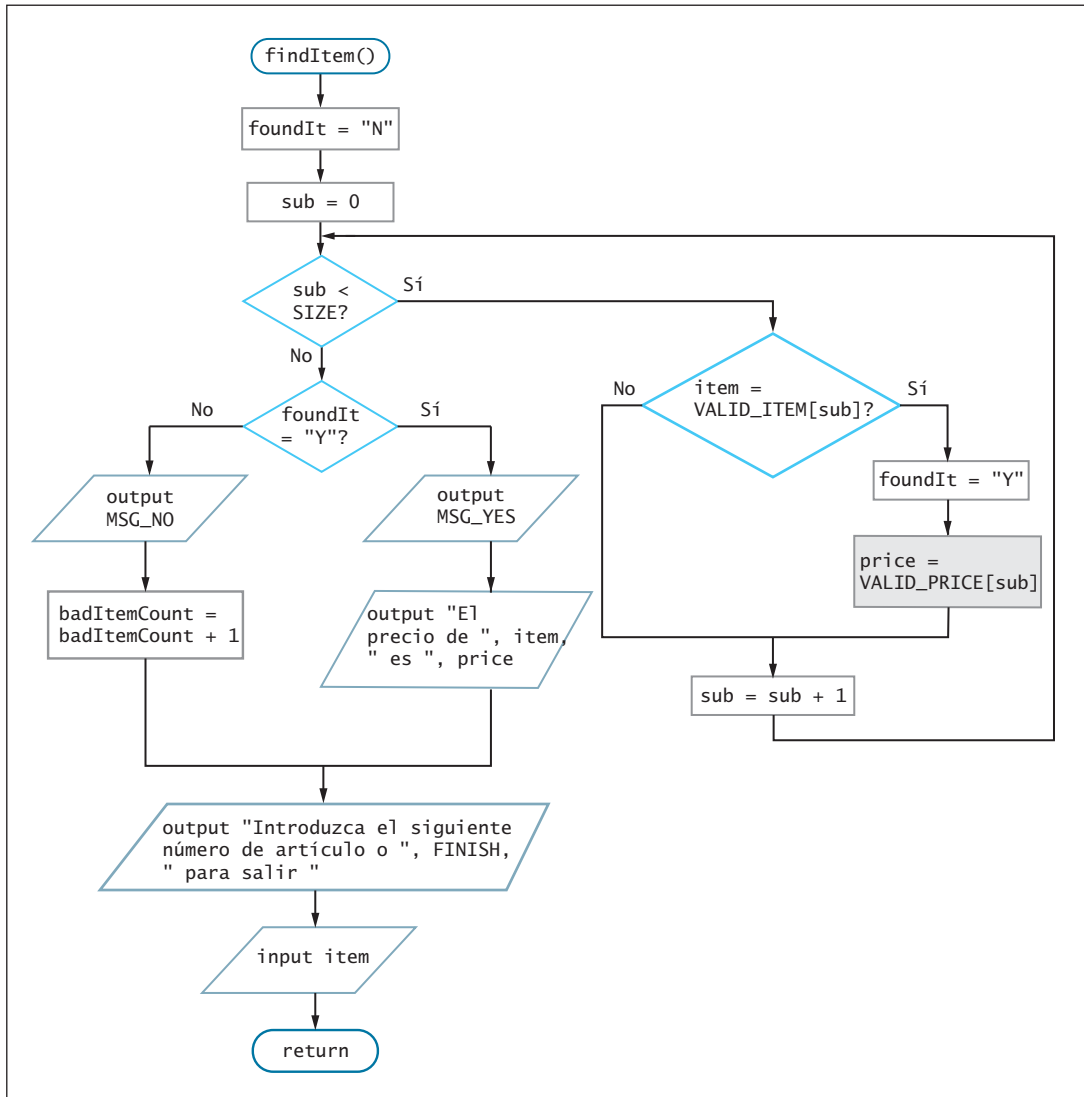 findItem()
foundIt = "N"
sub = 0
sub <
SIZE?
Sí
No
item =
VALID_ITEM[sub]?
No
Sí
foundIt
= "Y"?
No
Sí
foundIt = "Y"
price =
VALID_PRICE[sub]
sub = sub + 1
output
MSG_NO
badItemCount =
badItemCount + 1
output
MSG_YES
output "El
precio de ", item,
" es ", price
output "Introduzca el siguiente
número de artículo o ", FINISH,
" para salir "
input item
return